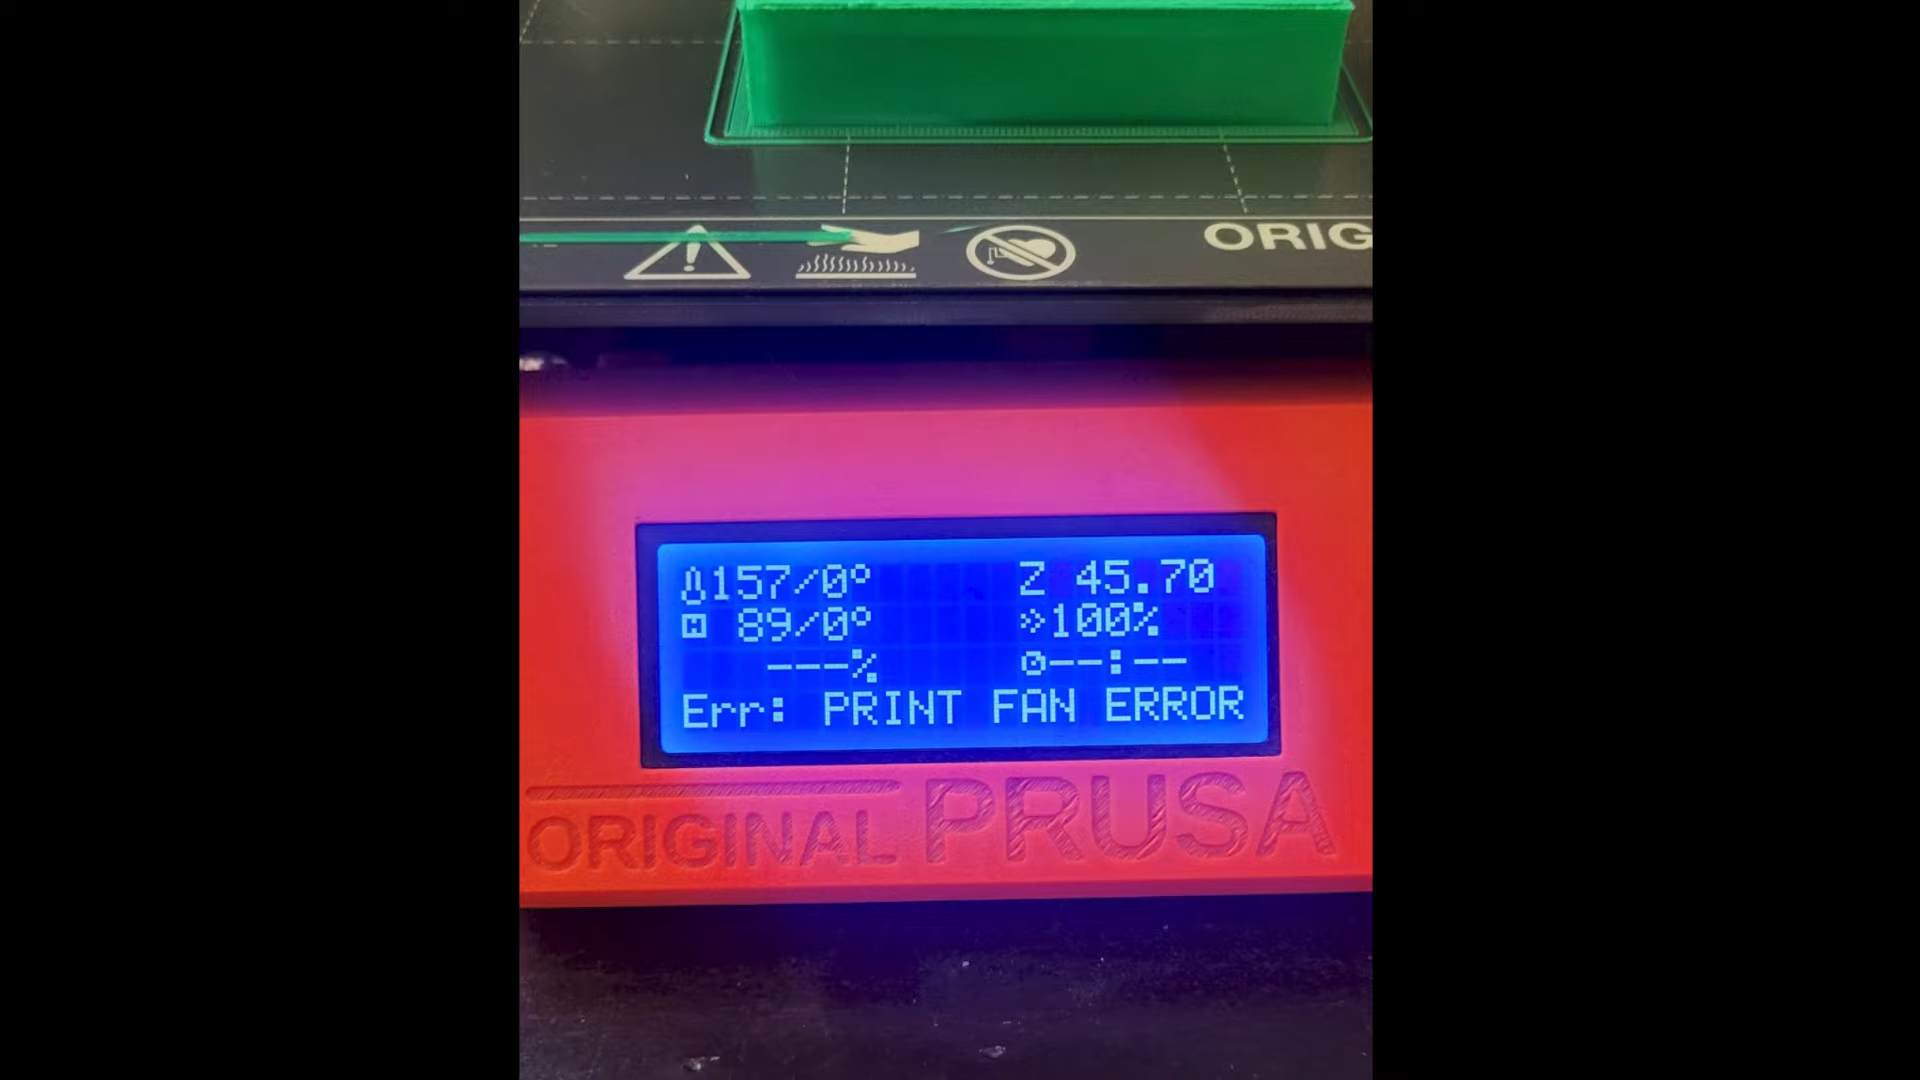 ORIG
157/0°
Z 45.70
89/0°
»100%
---%
--:--
Err: PRINT FAN ERROR
ORIGINAL PRUSA